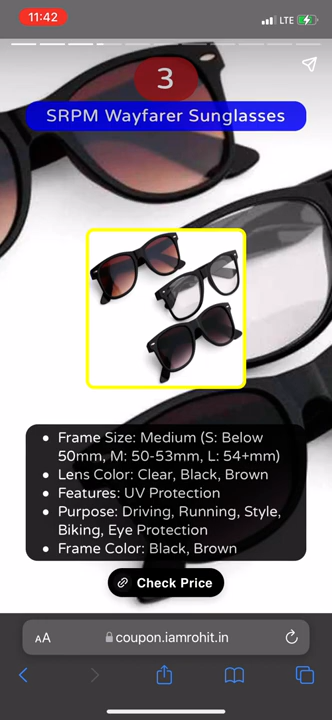 11:42
LTE
3
SRPM Wayfarer Sunglasses
• Frame Size: Medium (S: Below
50mm, M: 50-53mm, L: 54+mm)
• Lens Color: Clear, Black, Brown
• Features: UV Protection
• Purpose: Driving, Running, Style,
Biking, Eye Protection
• Frame Color: Black, Brown
Check Price
AA
coupon.iamrohit.in